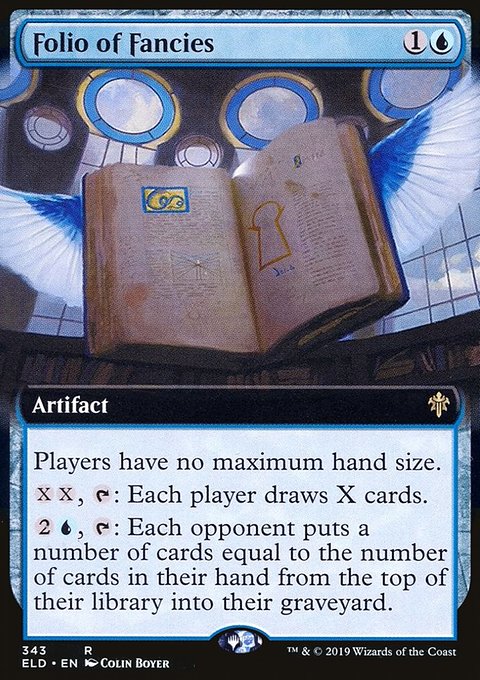 Folio of Fancies 1
Artifact
Players have no maximum hand size.
X X, : Each player draws X cards.
2 , : Each opponent puts a
number of cards equal to the number
of cards in their hand from the top of
their library into their graveyard.
343 R
ELD • EN Colin Boyer
™ & © 2019 Wizards of the Coast